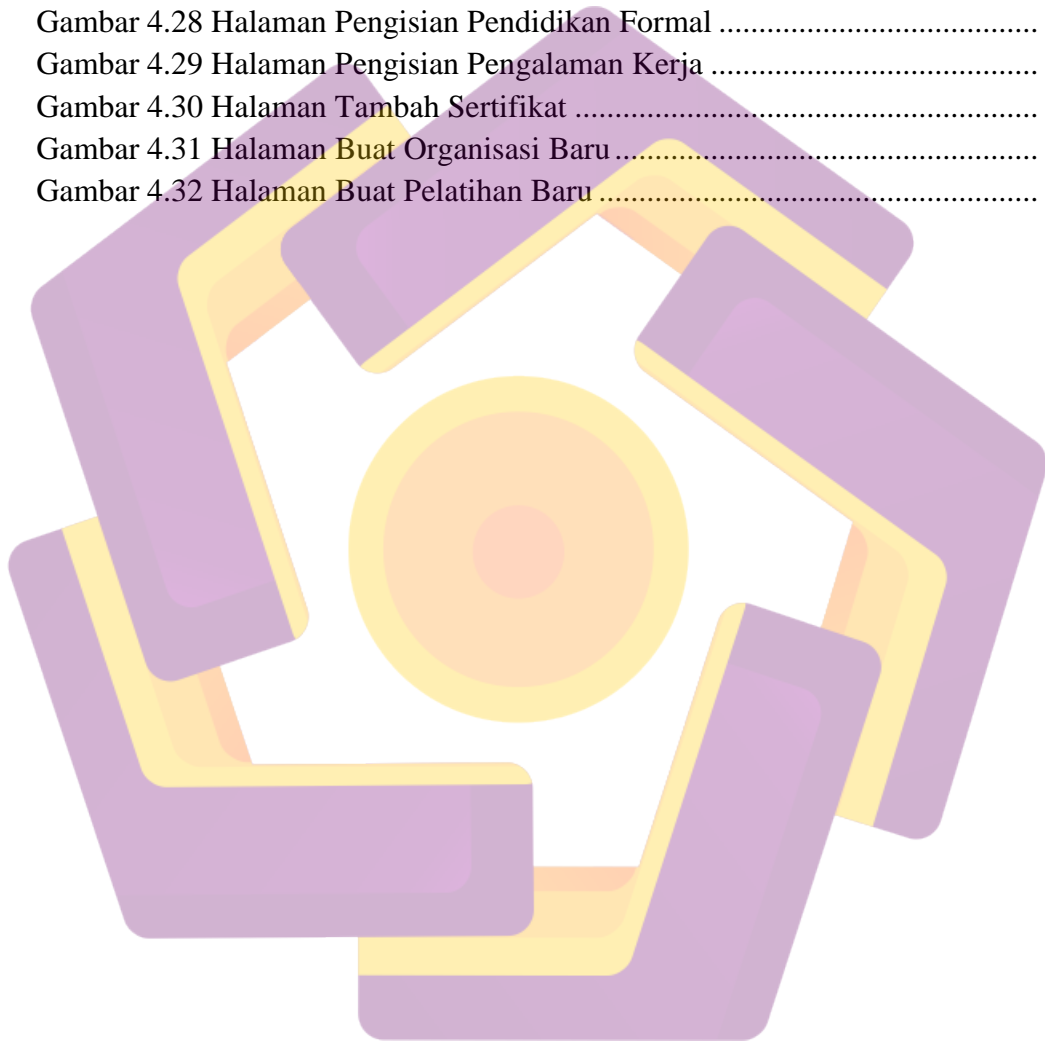 Gambar 4.28 Halaman Pengisian Pendidikan Formal ........................................
Gambar 4.29 Halaman Pengisian Pengalaman Kerja .........................................
Gambar 4.30 Halaman Tambah Sertifikat ..........................................................
Gambar 4.31 Halaman Buat Organisasi Baru .....................................................
Gambar 4.32 Halaman Buat Pelatihan Baru .......................................................